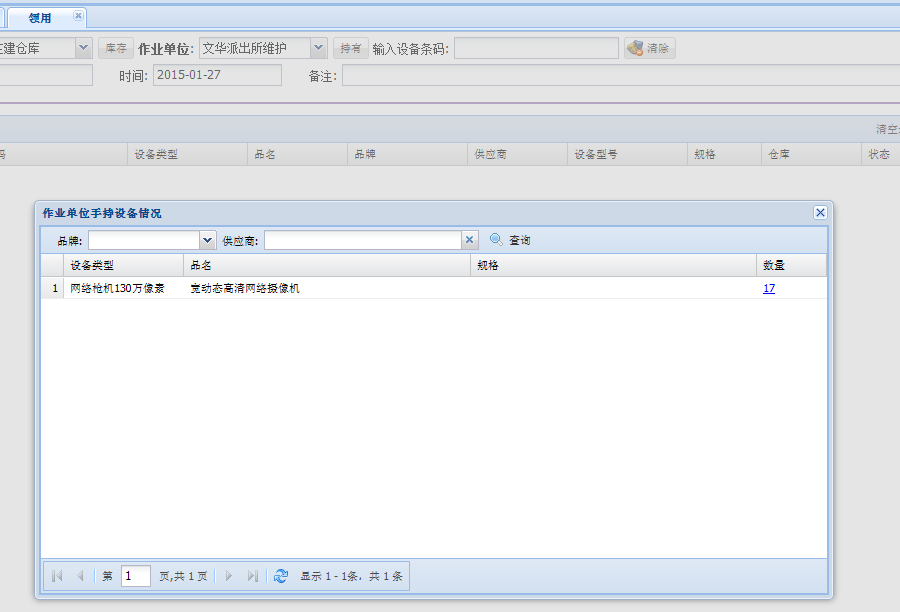 领用
主建仓库 库存 作业单位: 文华派出所维护 持有 输入设备条码: 清除
时间: 2015-01-27 备注:
清空
设备类型 品名 品牌 供应商 设备型号 规格 仓库 状态
作业单位手持设备情况
品牌: 供应商: 查询
设备类型 品名 规格 数量
1 网络枪机130万像素 宽动态高清网络摄像机 17
第 1 页,共 1 页 显示 1 - 1条，共 1 条